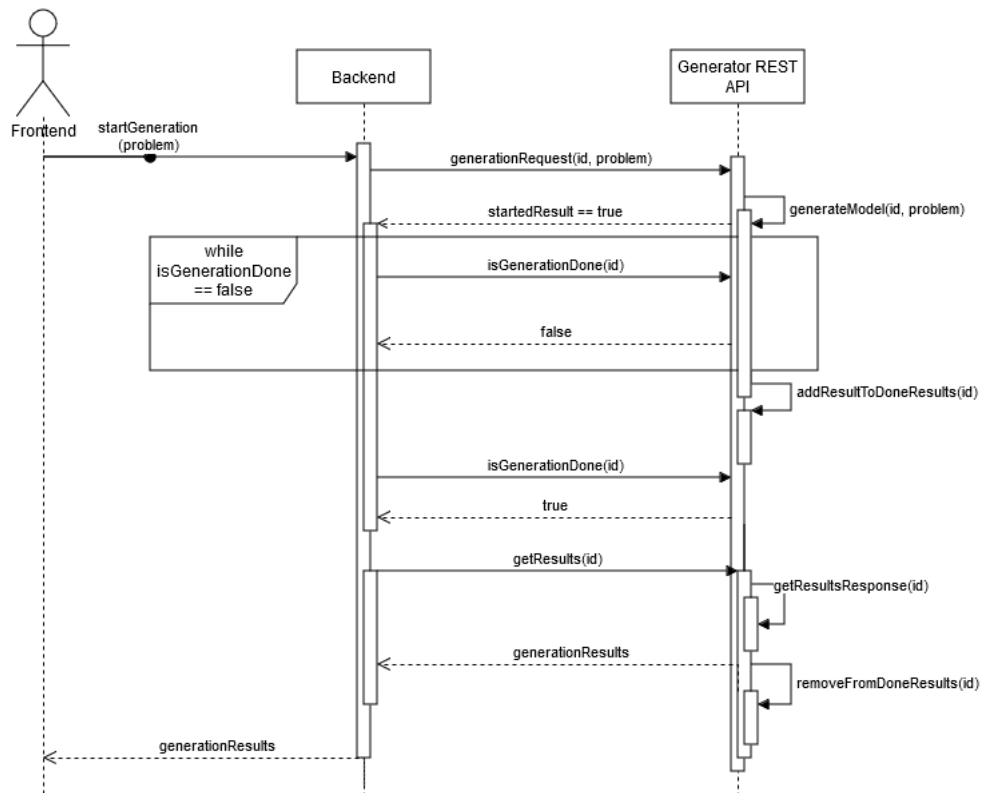 Backend
Generator REST
API
Frontend
startGeneration
(problem)
generationRequest(id, problem)
generateModel(id, problem)
startedResult == true
while
isGenerationDone
== false
isGenerationDone(id)
false
addResultToDoneResults(id)
isGenerationDone(id)
true
getResults(id)
getResultsResponse(id)
generationResults
removeFromDoneResults(id)
generationResults